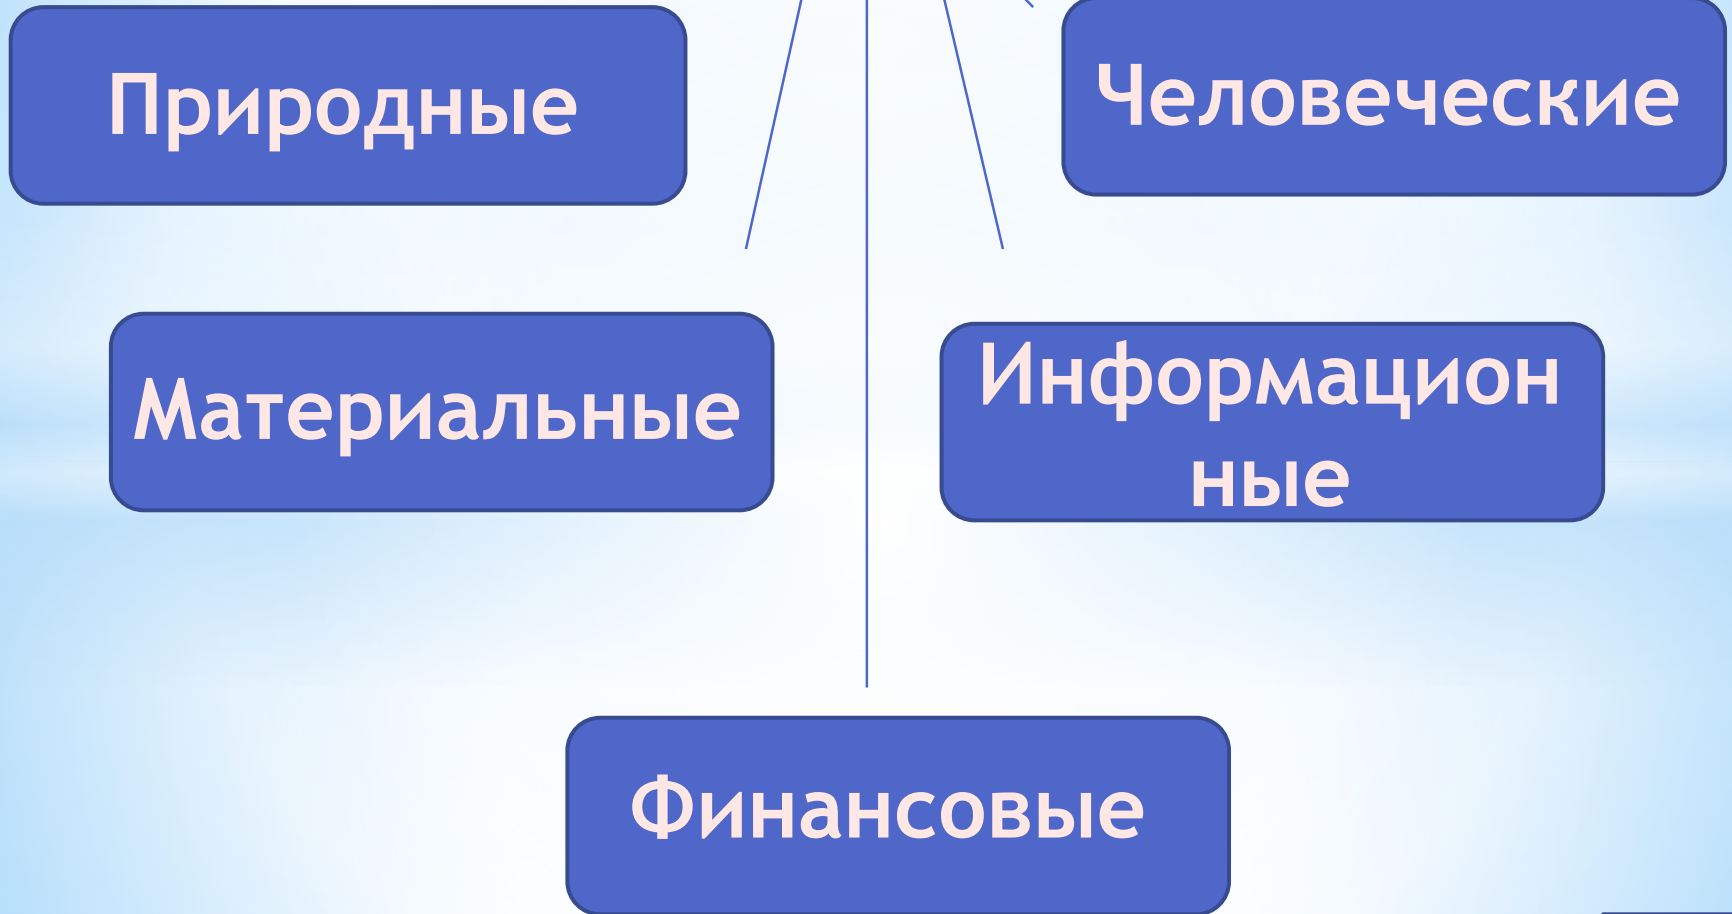 Природные
Человеческие
Материальные
Информацион
ные
Финансовые